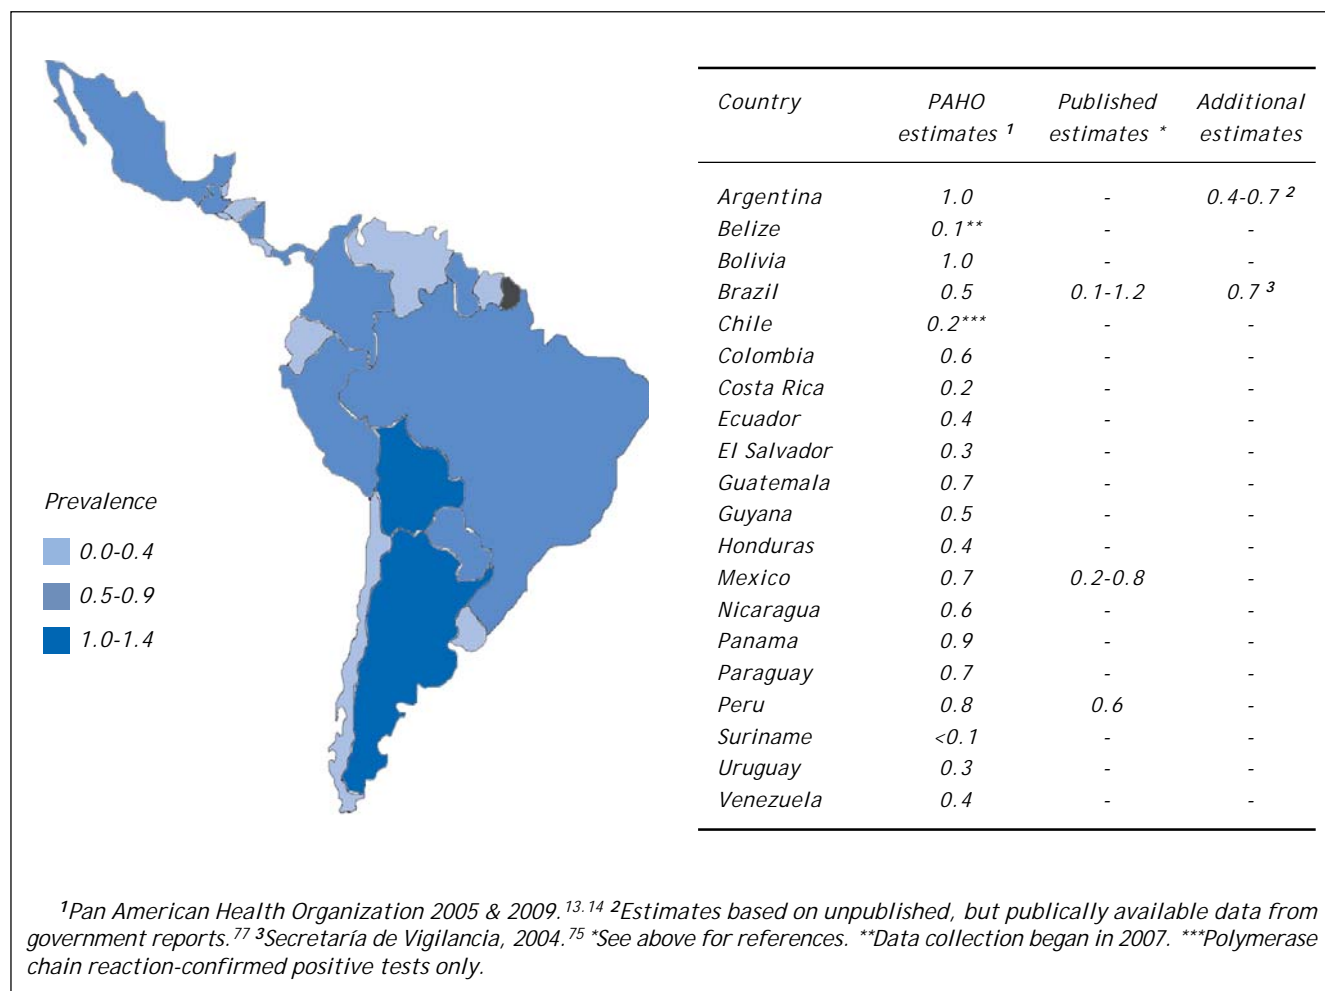 Prevalence
0.0-0.4
0.5-0.9
1.0-1.4
Country PAHO estimates ¹ Published estimates * Additional estimates
Argentina 1.0 - 0.4-0.7 ²
Belize 0.1** - -
Bolivia 1.0 - -
Brazil 0.5 0.1-1.2 0.7 ³
Chile 0.2*** - -
Colombia 0.6 - -
Costa Rica 0.2 - -
Ecuador 0.4 - -
El Salvador 0.3 - -
Guatemala 0.7 - -
Guyana 0.5 - -
Honduras 0.4 - -
Mexico 0.7 0.2-0.8 -
Nicaragua 0.6 - -
Panama 0.9 - -
Paraguay 0.7 - -
Peru 0.8 0.6 -
Suriname <0.1 - -
Uruguay 0.3 - -
Venezuela 0.4 - -
¹Pan American Health Organization 2005 & 2009.¹³·¹⁴ ²Estimates based on unpublished, but publically available data from
government reports.⁷⁷ ³Secretaría de Vigilancia, 2004.⁷⁵ *See above for references. **Data collection began in 2007. ***Polymerase
chain reaction-confirmed positive tests only.